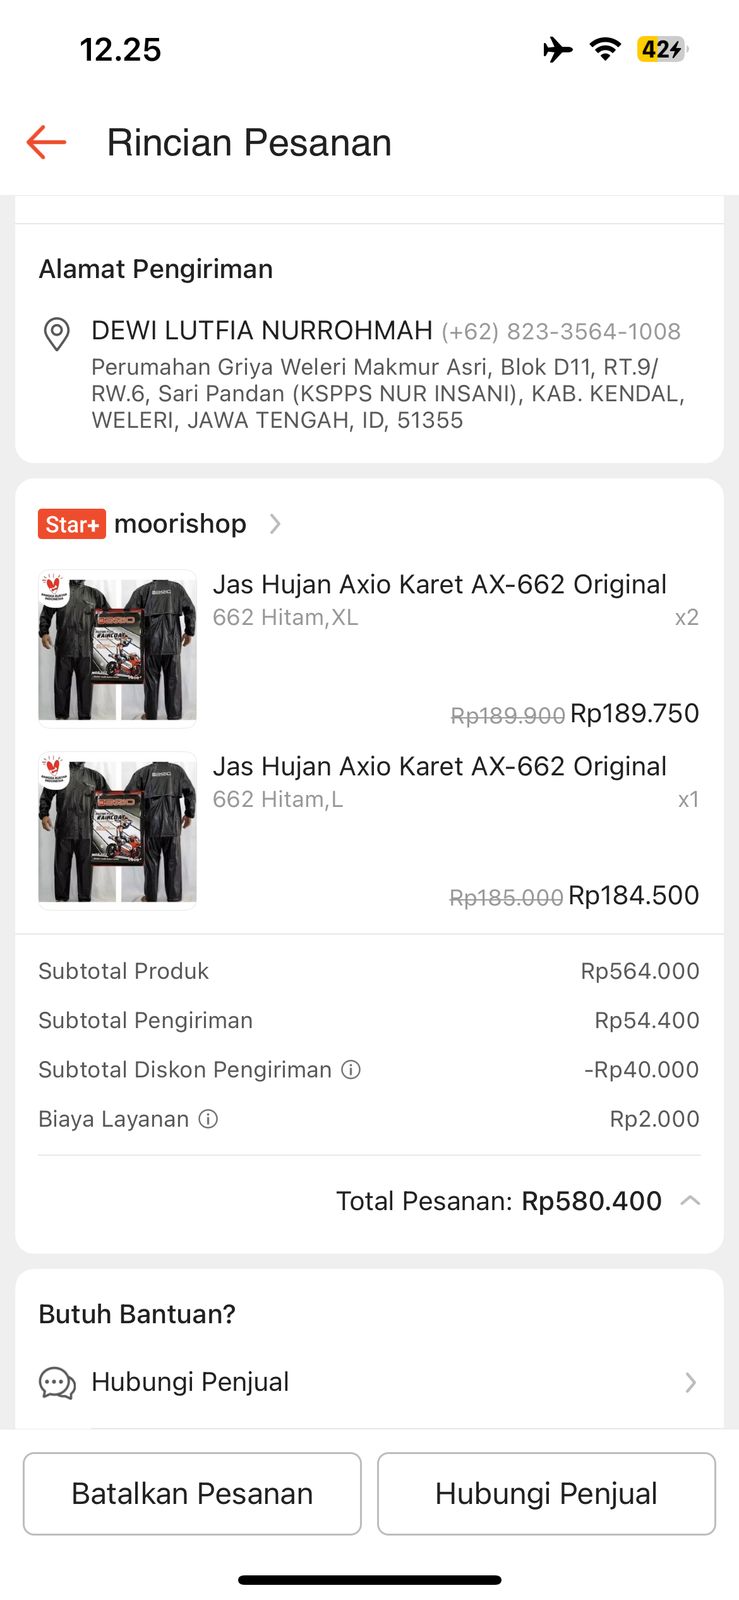 12.25
42
Rincian Pesanan
Alamat Pengiriman
DEWI LUTFIA NURROHMAH (+62) 823-3564-1008
Perumahan Griya Weleri Makmur Asri, Blok D11, RT.9/
RW.6, Sari Pandan (KSPPS NUR INSANI), KAB. KENDAL,
WELERI, JAWA TENGAH, ID, 51355
Star+ moorishop
Jas Hujan Axio Karet AX-662 Original
662 Hitam,XL x2
RAINCOAT
Rp189.900 Rp189.750
Jas Hujan Axio Karet AX-662 Original
662 Hitam,L x1
RAINCOAT
Rp185.000 Rp184.500
Subtotal Produk Rp564.000
Subtotal Pengiriman Rp54.400
Subtotal Diskon Pengiriman -Rp40.000
Biaya Layanan Rp2.000
Total Pesanan: Rp580.400
Butuh Bantuan?
Hubungi Penjual
Batalkan Pesanan Hubungi Penjual